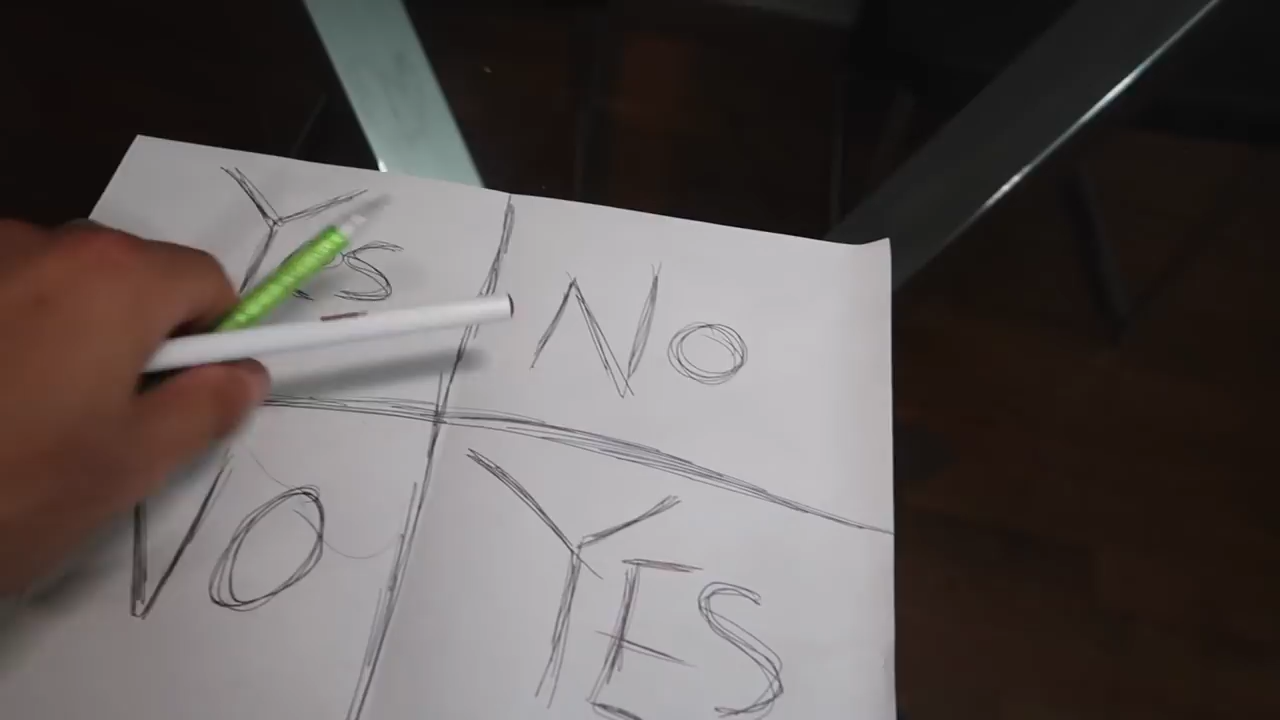 Yes No
No YES